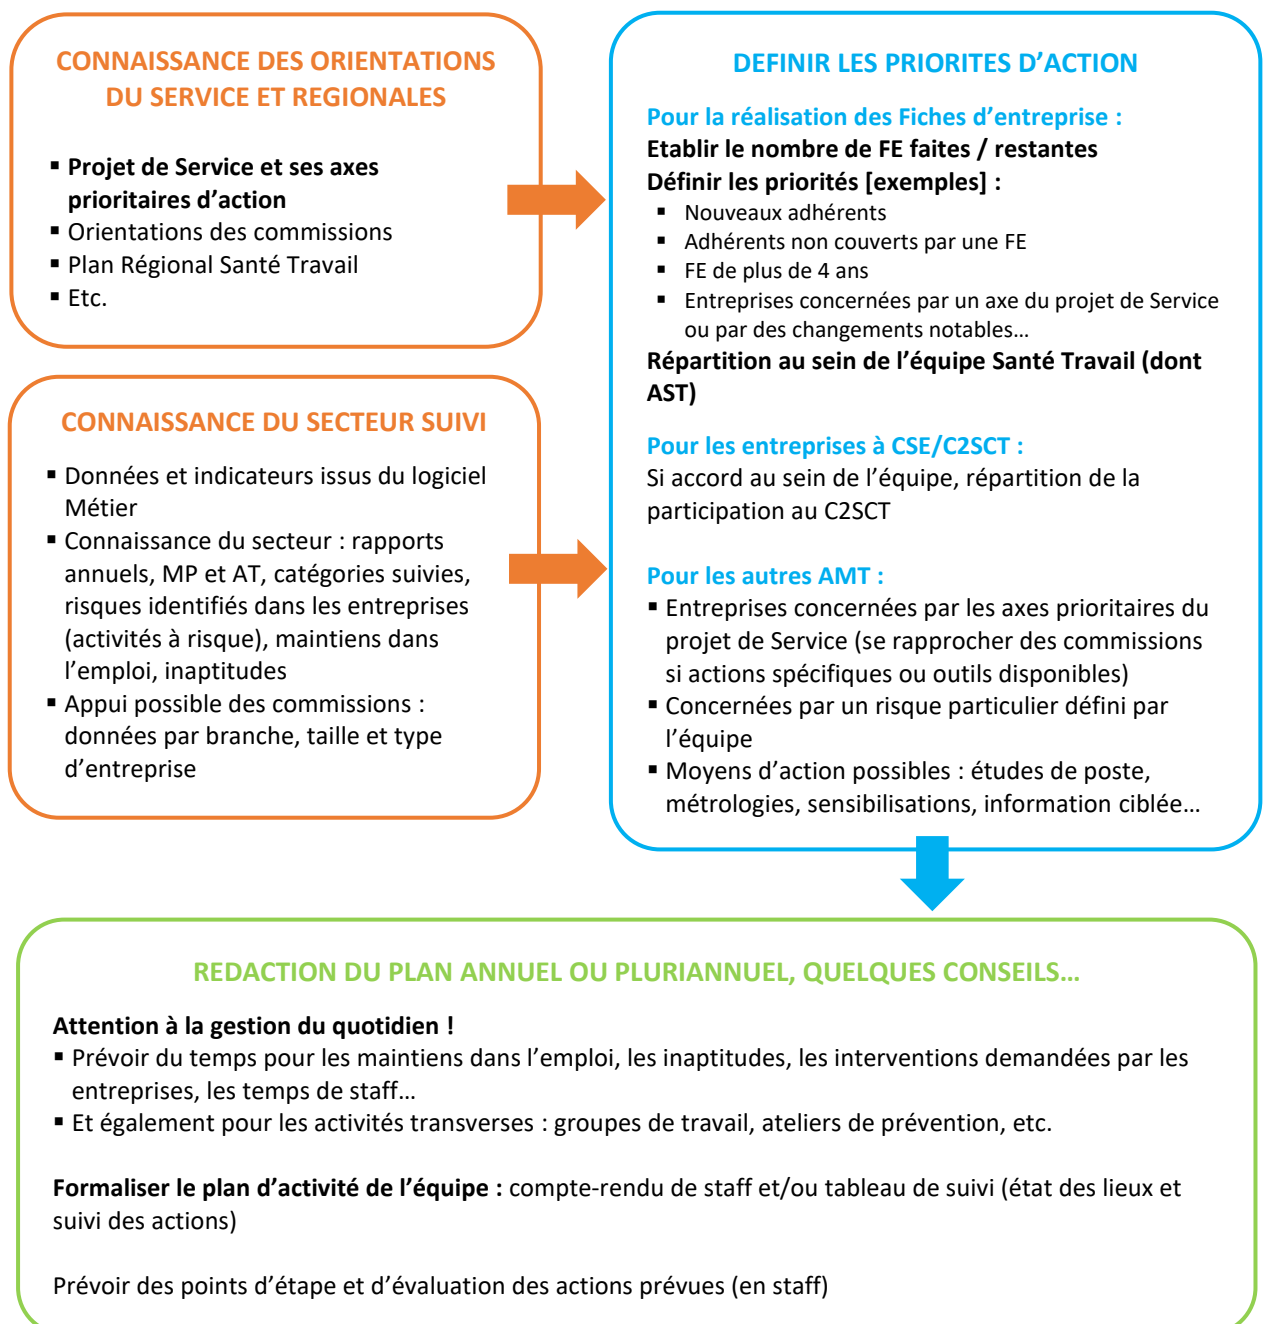 CONNAISSANCE DES ORIENTATIONS
DU SERVICE ET REGIONALES
▪ Projet de Service et ses axes
prioritaires d’action
▪ Orientations des commissions
▪ Plan Régional Santé Travail
▪ Etc.
CONNAISSANCE DU SECTEUR SUIVI
▪ Données et indicateurs issus du logiciel
Métier
▪ Connaissance du secteur : rapports
annuels, MP et AT, catégories suivies,
risques identifiés dans les entreprises
(activités à risque), maintiens dans
l’emploi, inaptitudes
▪ Appui possible des commissions :
données par branche, taille et type
d’entreprise
DEFINIR LES PRIORITES D’ACTION
Pour la réalisation des Fiches d’entreprise :
Etablir le nombre de FE faites / restantes
Définir les priorités [exemples] :
▪ Nouveaux adhérents
▪ Adhérents non couverts par une FE
▪ FE de plus de 4 ans
▪ Entreprises concernées par un axe du projet de Service
ou par des changements notables…
Répartition au sein de l’équipe Santé Travail (dont
AST)
Pour les entreprises à CSE/C2SCT :
Si accord au sein de l’équipe, répartition de la
participation au C2SCT
Pour les autres AMT :
▪ Entreprises concernées par les axes prioritaires du
projet de Service (se rapprocher des commissions
si actions spécifiques ou outils disponibles)
▪ Concernées par un risque particulier défini par
l’équipe
▪ Moyens d’action possibles : études de poste,
métrologies, sensibilisations, information ciblée…
REDACTION DU PLAN ANNUEL OU PLURIANNUEL, QUELQUES CONSEILS…
Attention à la gestion du quotidien !
▪ Prévoir du temps pour les maintiens dans l’emploi, les inaptitudes, les interventions demandées par les
entreprises, les temps de staff…
▪ Et également pour les activités transverses : groupes de travail, ateliers de prévention, etc.
Formaliser le plan d’activité de l’équipe : compte-rendu de staff et/ou tableau de suivi (état des lieux et
suivi des actions)
Prévoir des points d’étape et d’évaluation des actions prévues (en staff)